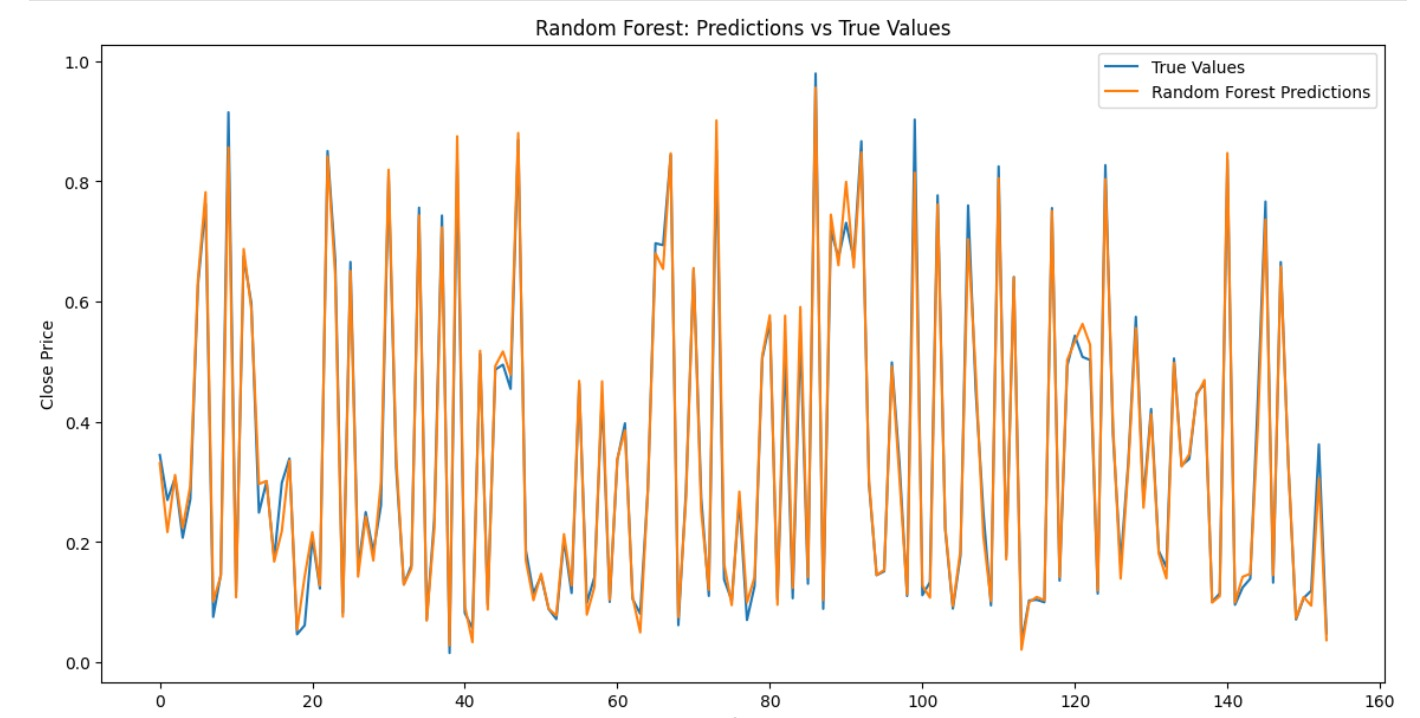 Random Forest: Predictions vs True Values
True Values
Random Forest Predictions
Close Price
1.0
0.8
0.6
0.4
0.2
0.0
0 20 40 60 80 100 120 140 160